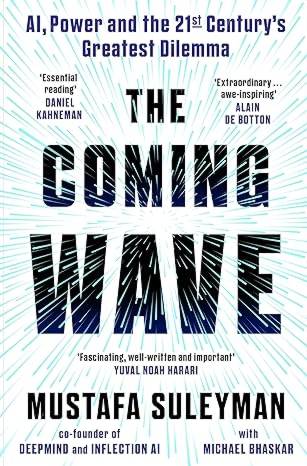 AI, Power and the 21st Century's
Greatest Dilemma
'Essential
reading'
DANIEL
KAHNEMAN
'Extraordinary ...
awe-inspiring'
ALAIN
DE BOTTON
THE
COMING
WAVE
'Fascinating, well-written and important'
YUVAL NOAH HARARI
MUSTAFA SULEYMAN
co-founder of
DEEPMIND and INFLECTION AI
with
MICHAEL BHASKAR